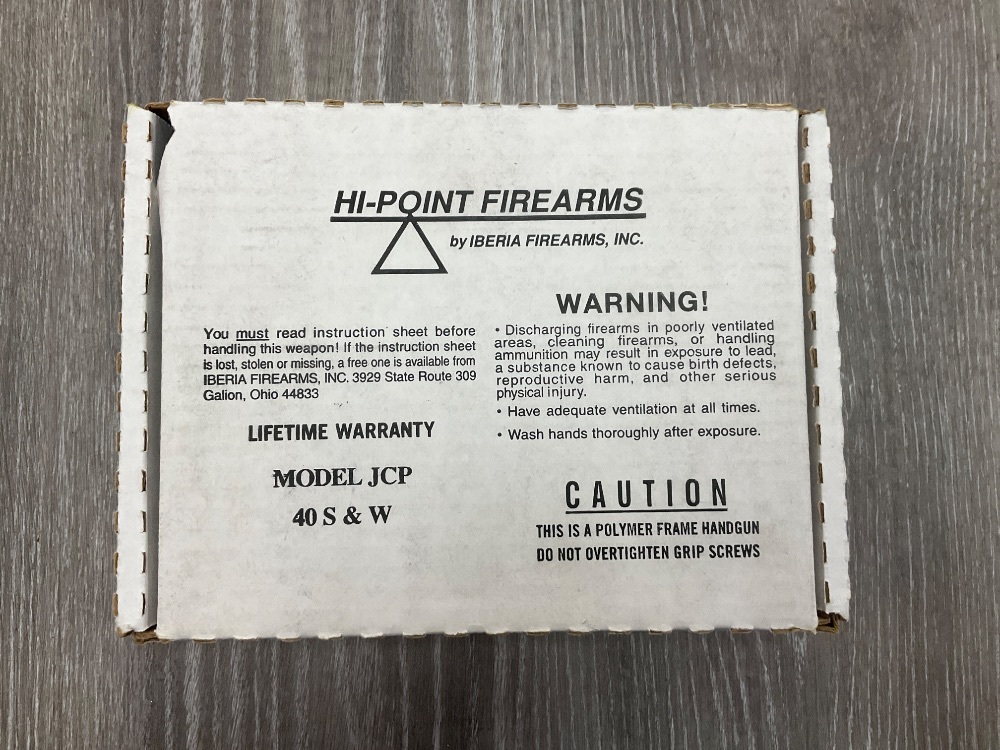 HI-POINT FIREARMS
by IBERIA FIREARMS, INC.
You must read instruction sheet before
handling this weapon! If the instruction sheet
is lost, stolen or missing, a free one is available from
IBERIA FIREARMS, INC. 3929 State Route 309
Galion, Ohio 44833
LIFETIME WARRANTY
MODEL JCP
40 S & W
WARNING!
• Discharging firearms in poorly ventilated
areas, cleaning firearms, or handling
ammunition may result in exposure to lead,
a substance known to cause birth defects,
reproductive harm, and other serious
physical injury.
• Have adequate ventilation at all times.
• Wash hands thoroughly after exposure.
CAUTION
THIS IS A POLYMER FRAME HANDGUN
DO NOT OVERTIGHTEN GRIP SCREWS